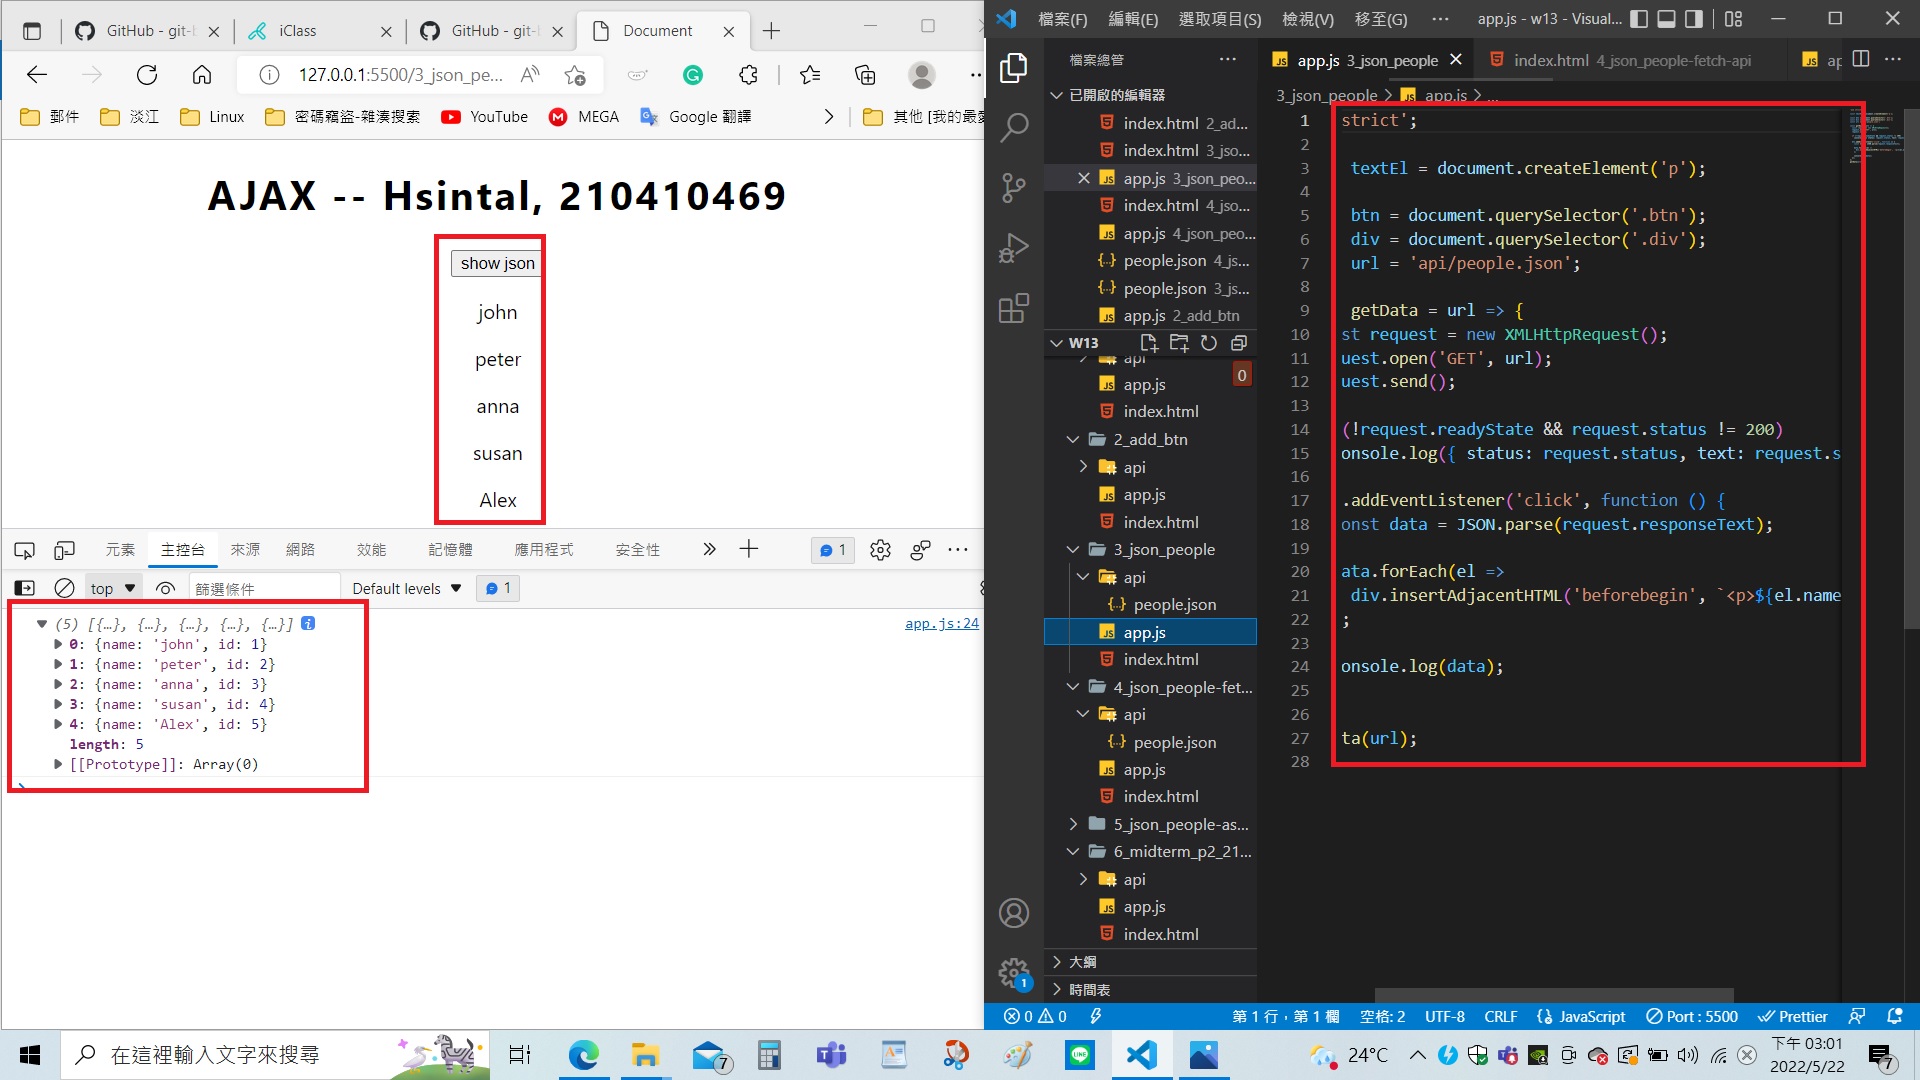 GitHub - git-
iClass
GitHub - git-
Document
127.0.0.1:5500/3_json_pe...
郵件
淡江
Linux
密碼竊盜-雜湊搜索
YouTube
MEGA
Google 翻譯
其他 [我的最愛
AJAX -- Hsintal, 210410469
show json
john
peter
anna
susan
Alex
元素
主控台
來源
網路
效能
記憶體
應用程式
安全性
1
top
篩選條件
Default levels
1
(5) [{…}, {…}, {…}, {…}, {…}]
app.js:24
0: {name: 'john', id: 1}
1: {name: 'peter', id: 2}
2: {name: 'anna', id: 3}
3: {name: 'susan', id: 4}
4: {name: 'Alex', id: 5}
length: 5
[[Prototype]]: Array(0)
檔案(F) 編輯(E) 選取項目(S) 檢視(V) 移至(G) ···
app.js - w13 - Visual...
檔案總管
已開啟的編輯器
index.html 2_ad...
index.html 3_jso...
app.js 3_json_peo...
index.html 4_jso...
app.js 4_json_peo...
people.json 4_js...
people.json 3_js...
app.js 2_add_btn
W13
api
app.js
0
index.html
2_add_btn
api
app.js
index.html
3_json_people
api
people.json
app.js
index.html
4_json_people-fet...
api
people.json
app.js
index.html
5_json_people-as...
6_midterm_p2_21...
api
app.js
index.html
大綱
時間表
1
app.js 3_json_people
index.html 4_json_people-fetch-api
ap
3_json_people > app.js > ...
1 strict';
2
3 textEl = document.createElement('p');
4
5 btn = document.querySelector('.btn');
6 div = document.querySelector('.div');
7 url = 'api/people.json';
8
9 getData = url => {
10 st request = new XMLHttpRequest();
11 uest.open('GET', url);
12 uest.send();
13
14 (!request.readyState && request.status != 200)
15 onsole.log({ status: request.status, text: request.s
16
17 .addEventListener('click', function () {
18 onst data = JSON.parse(request.responseText);
19
20 ata.forEach(el =>
21 div.insertAdjacentHTML('beforebegin', `<p>${el.name
22 ;
23
24 onsole.log(data);
25
26
27 ta(url);
28
0 0
第 1 行，第 1 欄
空格: 2
UTF-8
CRLF
JavaScript
Port : 5500
Prettier
在這裡輸入文字來搜尋
7
24°C
下午 03:01
2022/5/22
7